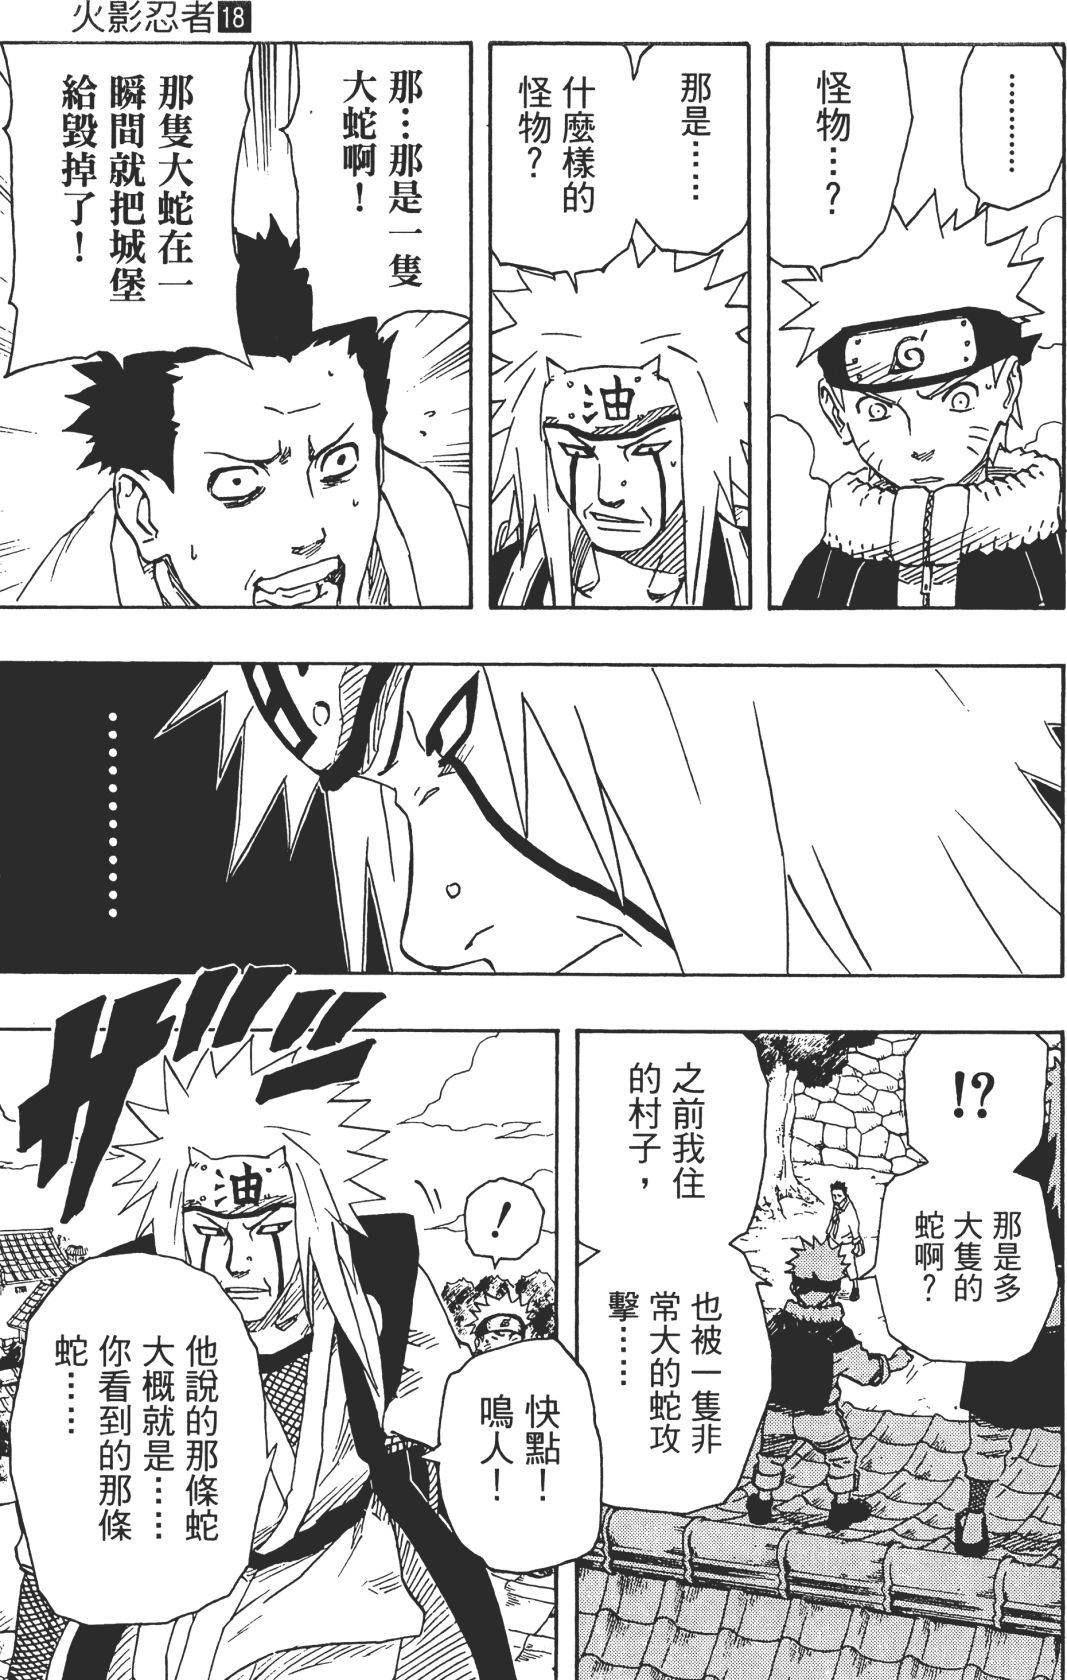 火影忍者18
…………
怪物…?
那是……
什麼樣的
怪物?
那…那是一隻
大蛇啊!
那隻大蛇在一
瞬間就把城堡
給毀掉了!
…………
!?
那是多
大隻的
蛇啊?
之前我住
的村子,
也被一隻非
常大的蛇攻
擊……
!
快點!
鳴人!
他說的那條蛇
大概就是……
你看到的那條
蛇……
油
油